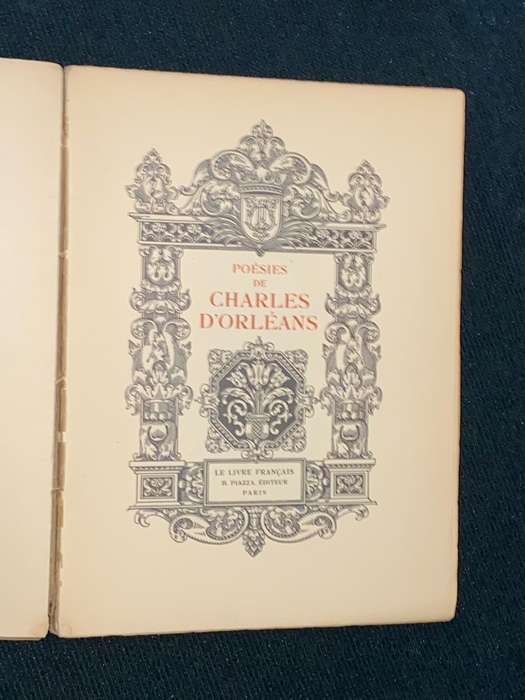 POÉSIES
DE
CHARLES
D'ORLÉANS
LE LIVRE FRANÇAIS
H. PIAZZA, ÉDITEUR
PARIS